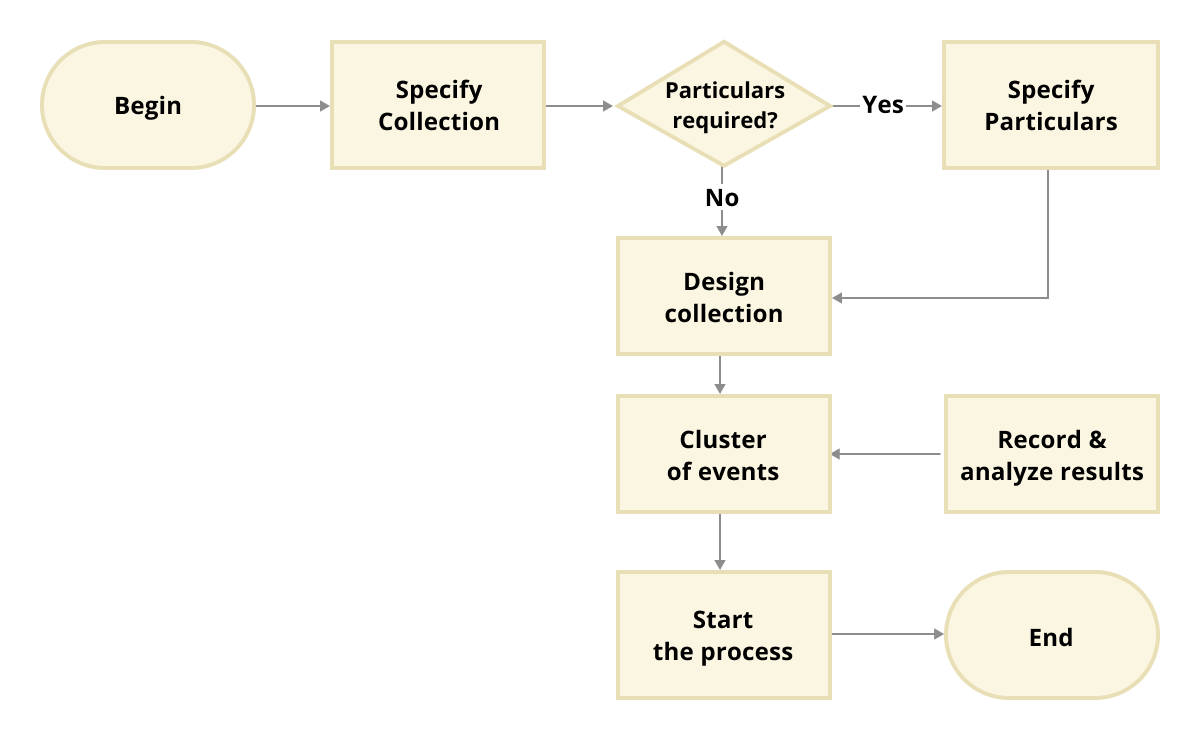 Begin
Specify
Collection
Particulars
required?
Yes
Specify
Particulars
No
Design
collection
Cluster
of events
Record &
analyze results
Start
the process
End